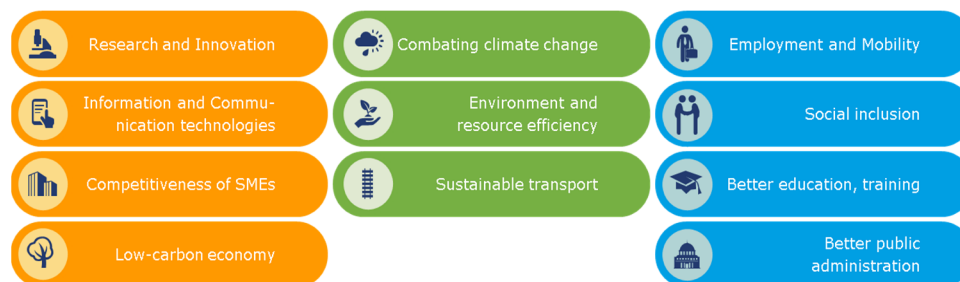 Research and Innovation
Information and Commu-
nication technologies
Competitiveness of SMEs
Low-carbon economy
Combating climate change
Environment and
resource efficiency
Sustainable transport
Employment and Mobility
Social inclusion
Better education, training
Better public
administration